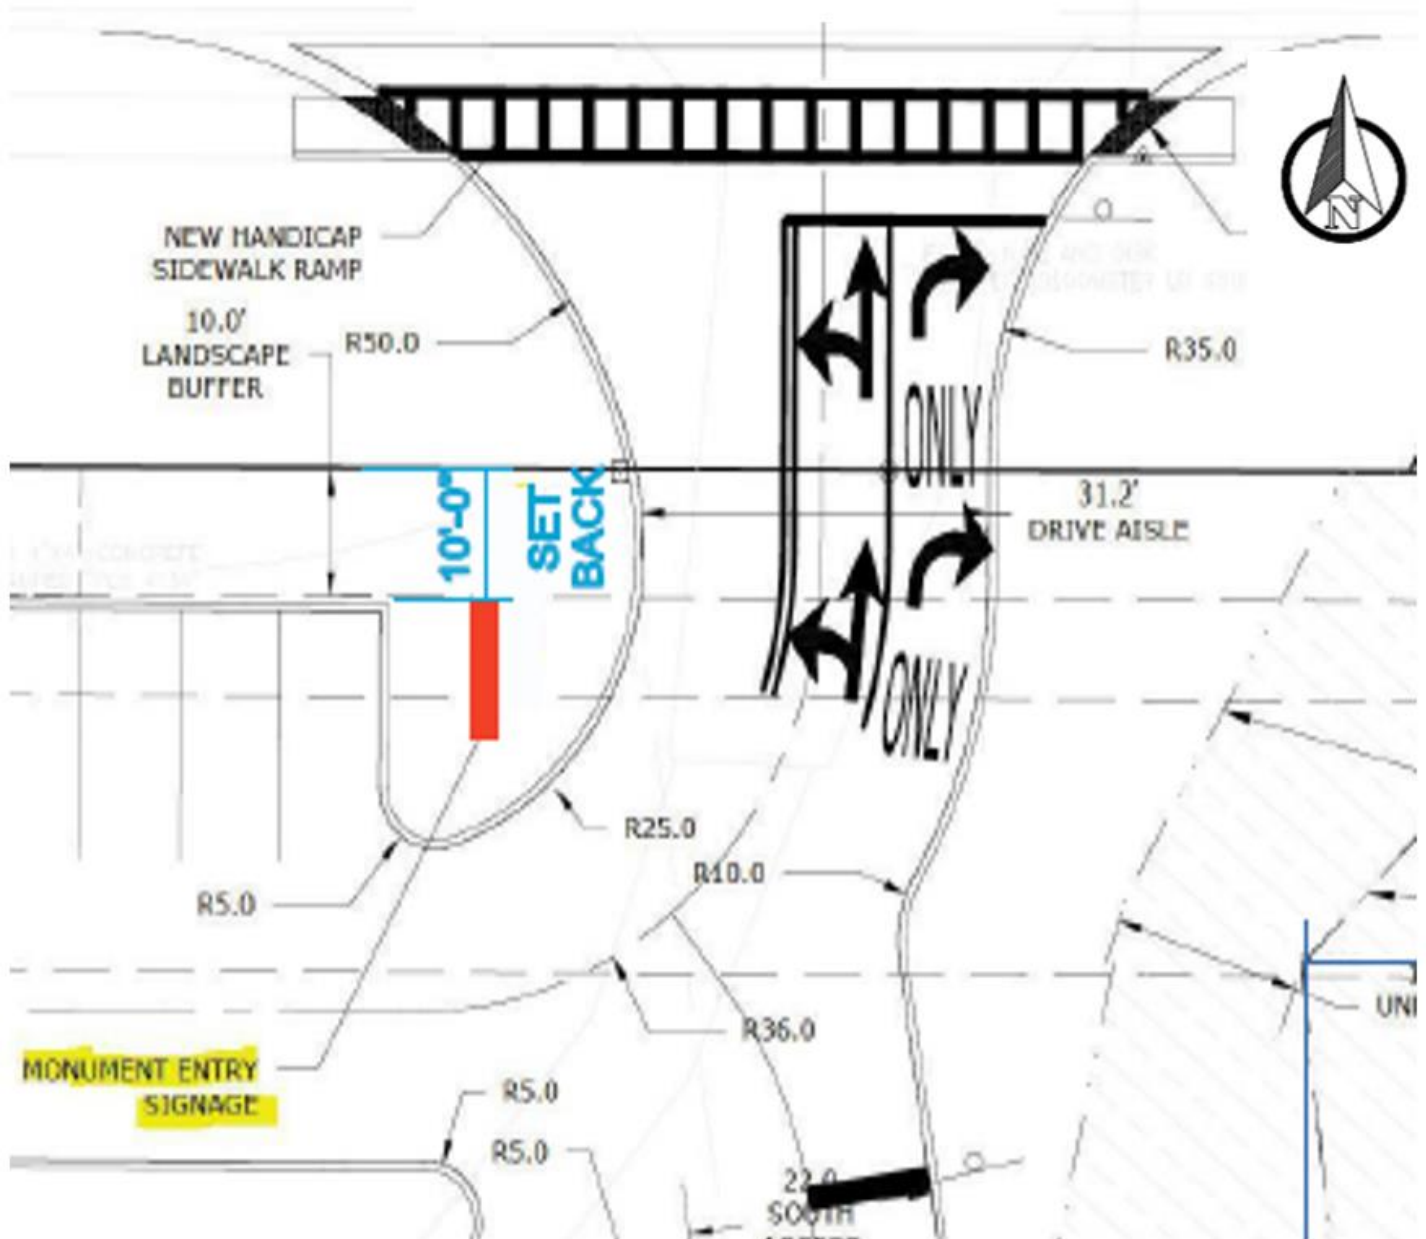 N
NEW HANDICAP
SIDEWALK RAMP
10.0'
LANDSCAPE
BUFFER
R50.0
R35.0
ONLY
10'-0"
SET
BACK
31.2'
DRIVE AISLE
ONLY
R25.0
R10.0
R5.0
R36.0
MONUMENT ENTRY
SIGNAGE
R5.0
R5.0
22.0
SOUTH